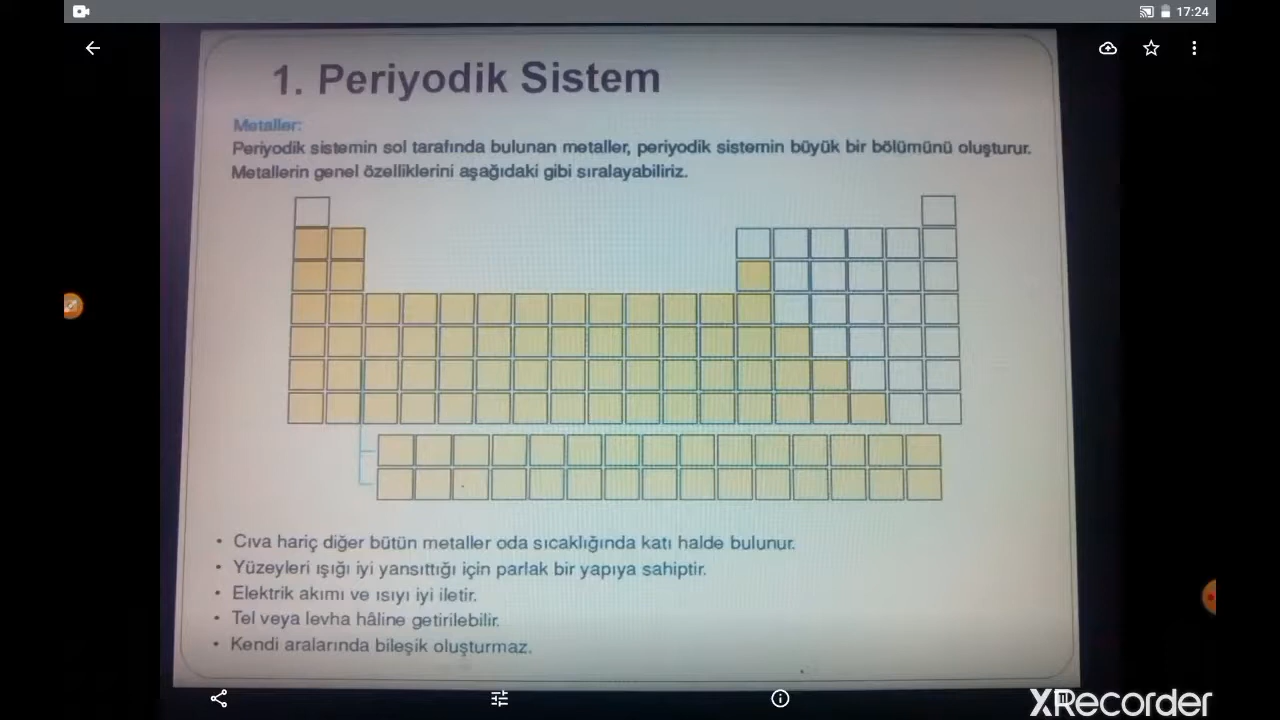 17:24
1. Periyodik Sistem
Metaller:
Periyodik sistemin sol tarafında bulunan metaller, periyodik sistemin büyük bir bölümünü oluşturur.
Metallerin genel özelliklerini aşağıdaki gibi sıralayabiliriz.
• Cıva hariç diğer bütün metaller oda sıcaklığında katı halde bulunur.
• Yüzeyleri ışığı iyi yansıttığı için parlak bir yapıya sahiptir.
• Elektrik akımı ve ısıyı iyi iletir.
• Tel veya levha hâline getirilebilir.
• Kendi aralarında bileşik oluşturmaz.
XRecorder